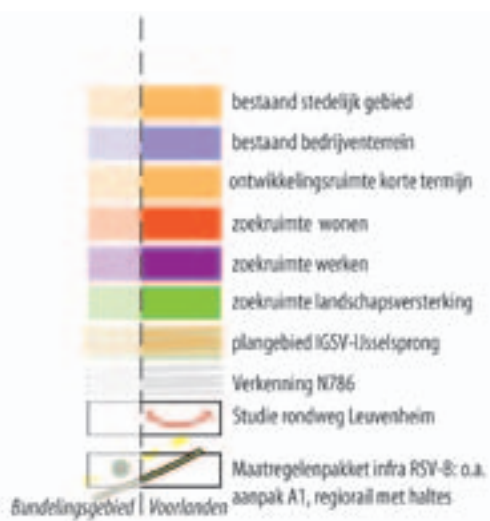 bestaand stedelijk gebied
bestaand bedrijventerrein
ontwikkelingsruimte korte termijn
zoekruimte wonen
zoekruimte werken
zoekruimte landschapsversterking
plangebied IGSV-IJsselsprong
Verkenning N786
Studie rondweg Leuvenheim
Maatregelenpakket infra RSV-B: o.a.
aanpak A1, regiorail met haltes
Bundelingsgebied Voorlanden